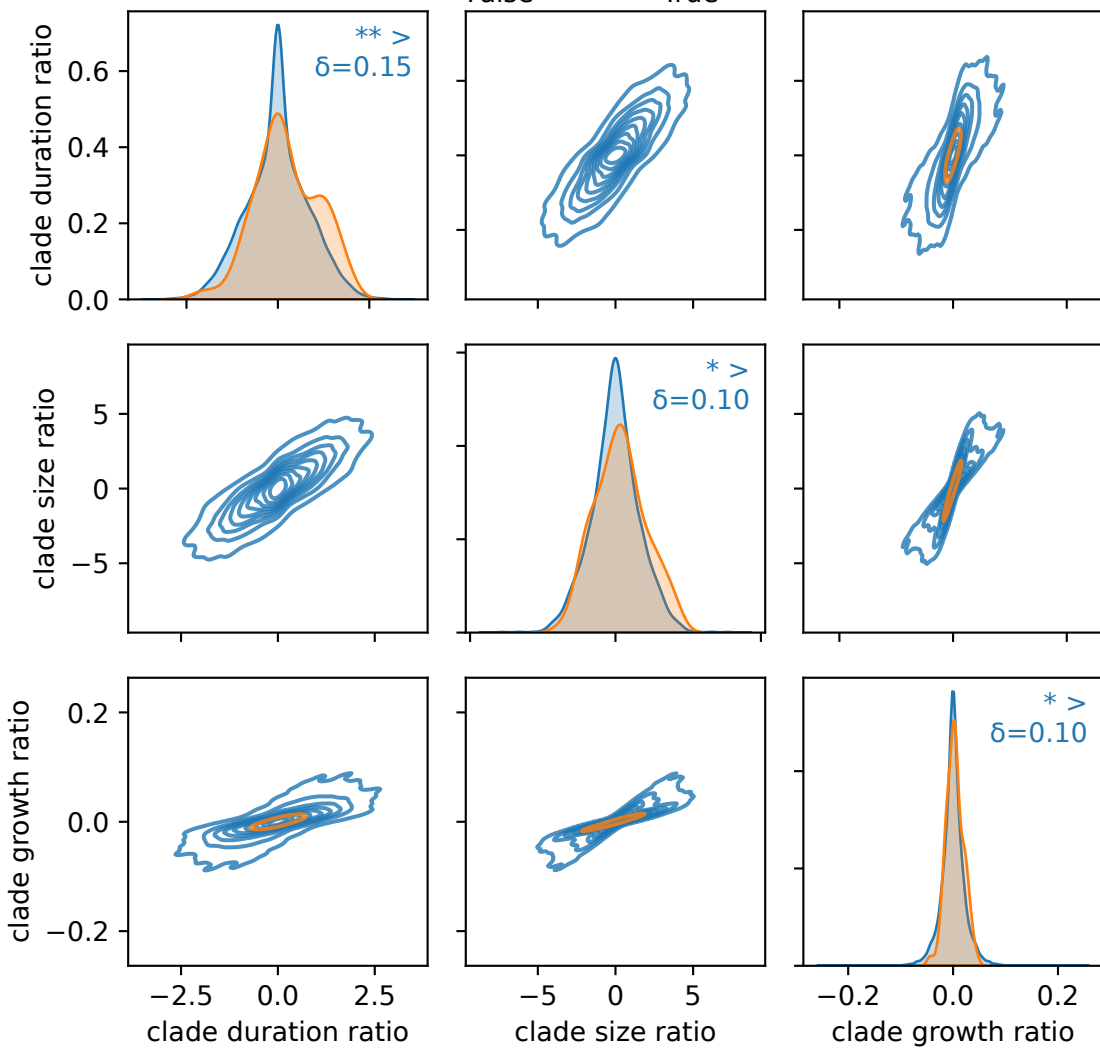 ** >
δ=0.15
clade duration ratio
0.6
0.4
0.2
0.0
* >
δ=0.10
clade size ratio
5
0
−5
* >
δ=0.10
clade growth ratio
0.2
0.0
−0.2
−2.5 0.0 2.5 −5 0 5 −0.2 0.0 0.2
clade duration ratio clade size ratio clade growth ratio